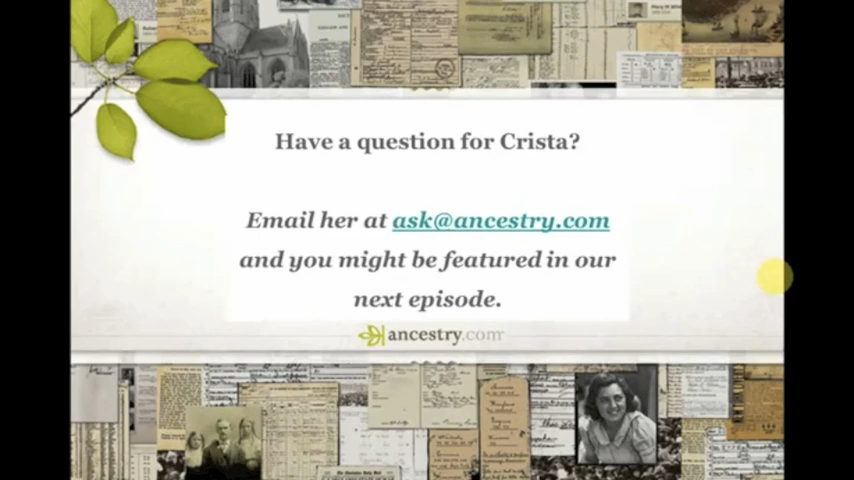 Have a question for Crista?
Email her at ask@ancestry.com
and you might be featured in our
next episode.
ancestry.com